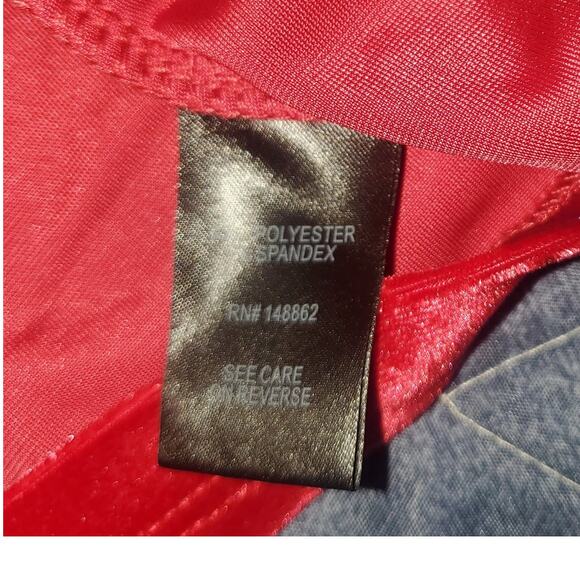 POLYESTER
SPANDEX
RN# 148862
SEE CARE
ON REVERSE